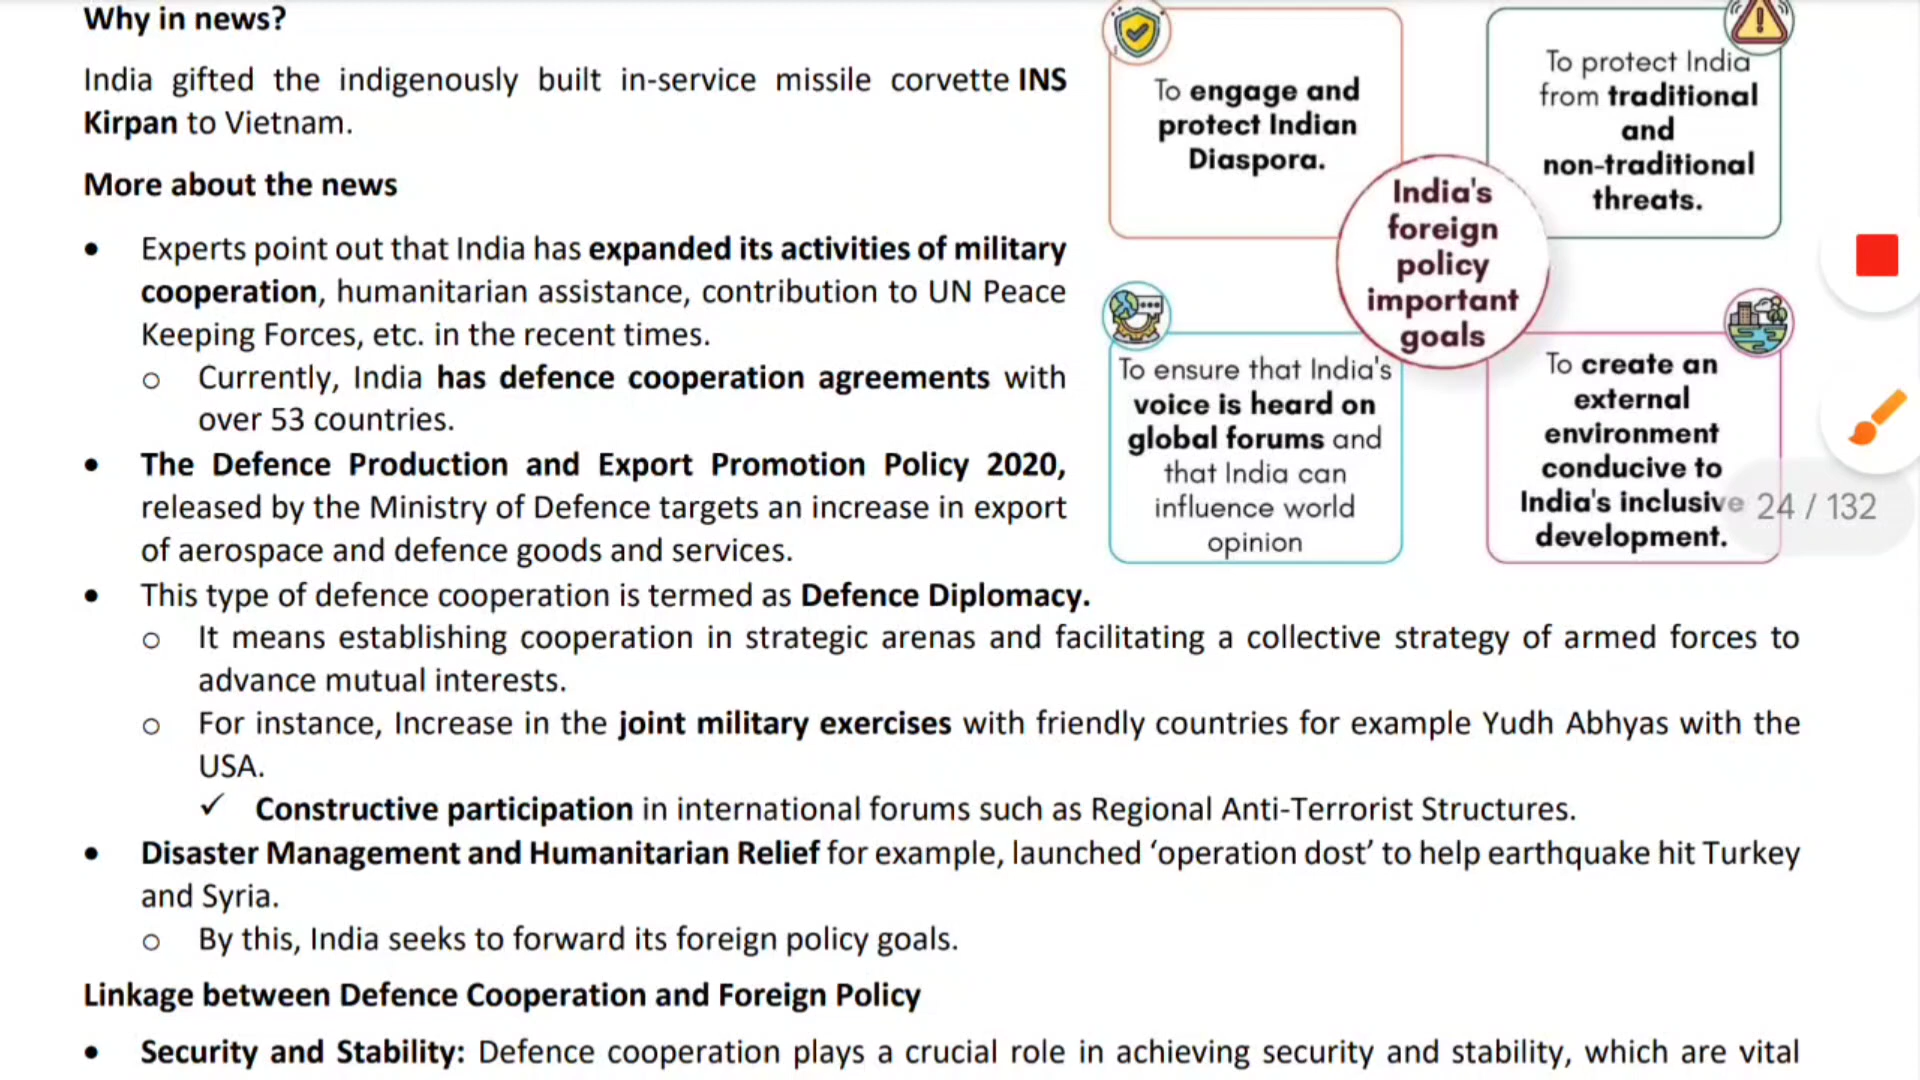 Why in news?
India gifted the indigenously built in-service missile corvette INS
Kirpan to Vietnam.
More about the news
• Experts point out that India has expanded its activities of military
cooperation, humanitarian assistance, contribution to UN Peace
Keeping Forces, etc. in the recent times.
o Currently, India has defence cooperation agreements with
over 53 countries.
• The Defence Production and Export Promotion Policy 2020,
released by the Ministry of Defence targets an increase in export
of aerospace and defence goods and services.
• This type of defence cooperation is termed as Defence Diplomacy.
o It means establishing cooperation in strategic arenas and facilitating a collective strategy of armed forces to
advance mutual interests.
o For instance, Increase in the joint military exercises with friendly countries for example Yudh Abhyas with the
USA.
✓ Constructive participation in international forums such as Regional Anti-Terrorist Structures.
• Disaster Management and Humanitarian Relief for example, launched ‘operation dost’ to help earthquake hit Turkey
and Syria.
o By this, India seeks to forward its foreign policy goals.
Linkage between Defence Cooperation and Foreign Policy
• Security and Stability: Defence cooperation plays a crucial role in achieving security and stability, which are vital
To engage and
protect Indian
Diaspora.
To protect India
from traditional
and
non-traditional
threats.
India's
foreign
policy
important
goals
To ensure that India's
voice is heard on
global forums and
that India can
influence world
opinion
To create an
external
environment
conducive to
India's inclusive
development.
24 / 132